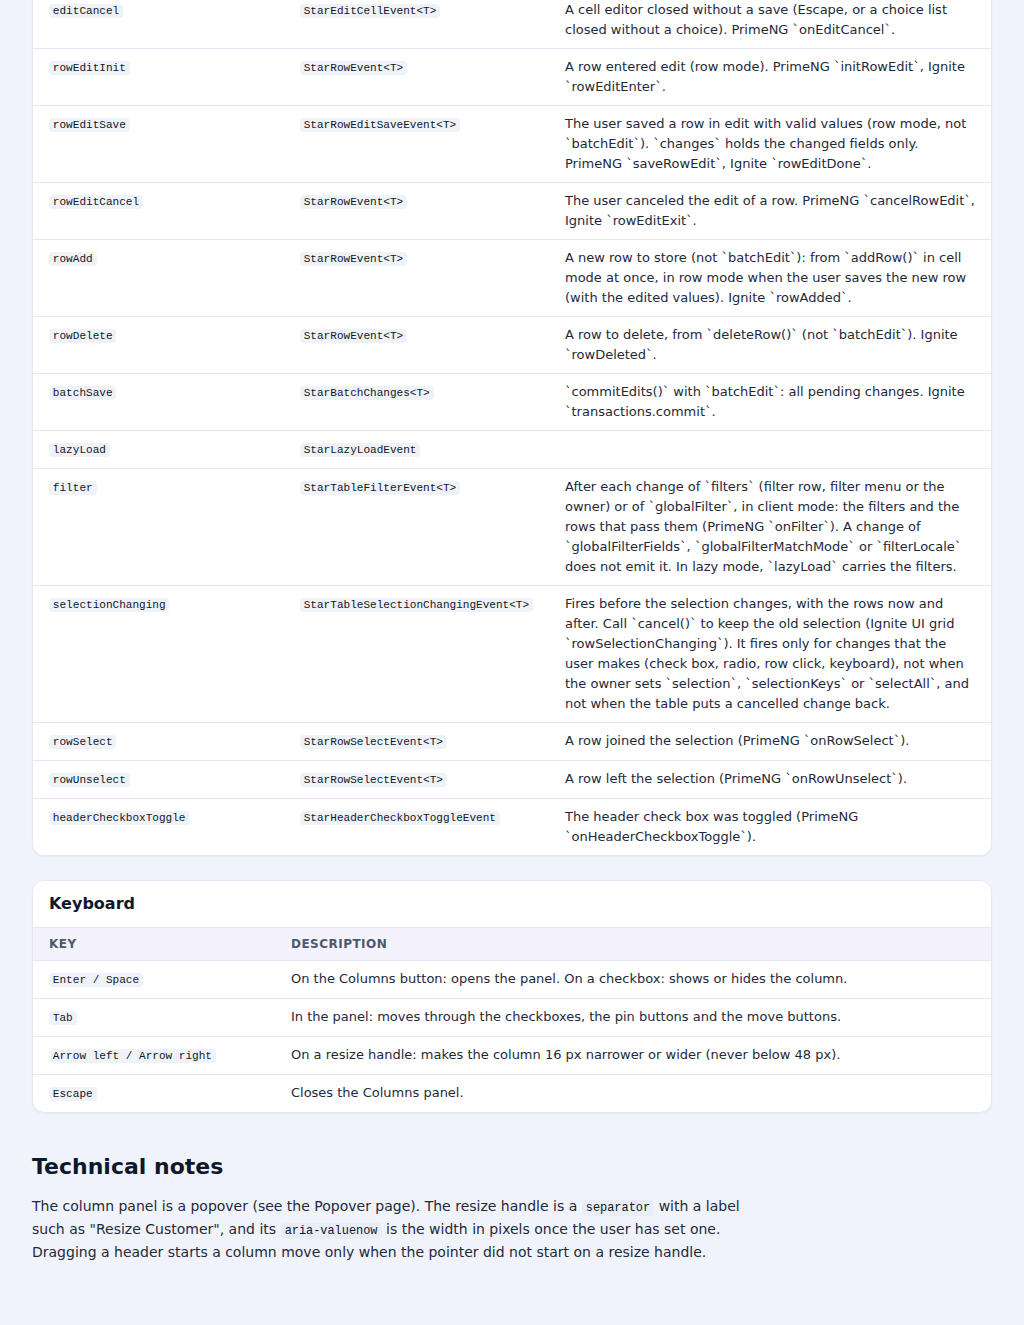 editCancel StarEditCellEvent<T> A cell editor closed without a save (Escape, or a choice list
closed without a choice). PrimeNG `onEditCancel`.
rowEditInit StarRowEvent<T> A row entered edit (row mode). PrimeNG `initRowEdit`, Ignite
`rowEditEnter`.
rowEditSave StarRowEditSaveEvent<T> The user saved a row in edit with valid values (row mode, not
`batchEdit`). `changes` holds the changed fields only.
PrimeNG `saveRowEdit`, Ignite `rowEditDone`.
rowEditCancel StarRowEvent<T> The user canceled the edit of a row. PrimeNG `cancelRowEdit`,
Ignite `rowEditExit`.
rowAdd StarRowEvent<T> A new row to store (not `batchEdit`): from `addRow()` in cell
mode at once, in row mode when the user saves the new row
(with the edited values). Ignite `rowAdded`.
rowDelete StarRowEvent<T> A row to delete, from `deleteRow()` (not `batchEdit`). Ignite
`rowDeleted`.
batchSave StarBatchChanges<T> `commitEdits()` with `batchEdit`: all pending changes. Ignite
`transactions.commit`.
lazyLoad StarLazyLoadEvent
filter StarTableFilterEvent<T> After each change of `filters` (filter row, filter menu or the
owner) or of `globalFilter`, in client mode: the filters and the
rows that pass them (PrimeNG `onFilter`). A change of
`globalFilterFields`, `globalFilterMatchMode` or `filterLocale`
does not emit it. In lazy mode, `lazyLoad` carries the filters.
selectionChanging StarTableSelectionChangingEvent<T> Fires before the selection changes, with the rows now and
after. Call `cancel()` to keep the old selection (Ignite UI grid
`rowSelectionChanging`). It fires only for changes that the
user makes (check box, radio, row click, keyboard), not when
the owner sets `selection`, `selectionKeys` or `selectAll`, and
not when the table puts a cancelled change back.
rowSelect StarRowSelectEvent<T> A row joined the selection (PrimeNG `onRowSelect`).
rowUnselect StarRowSelectEvent<T> A row left the selection (PrimeNG `onRowUnselect`).
headerCheckboxToggle StarHeaderCheckboxToggleEvent The header check box was toggled (PrimeNG
`onHeaderCheckboxToggle`).
Keyboard
KEY DESCRIPTION
Enter / Space On the Columns button: opens the panel. On a checkbox: shows or hides the column.
Tab In the panel: moves through the checkboxes, the pin buttons and the move buttons.
Arrow left / Arrow right On a resize handle: makes the column 16 px narrower or wider (never below 48 px).
Escape Closes the Columns panel.
Technical notes
The column panel is a popover (see the Popover page). The resize handle is a separator with a label
such as "Resize Customer", and its aria-valuenow is the width in pixels once the user has set one.
Dragging a header starts a column move only when the pointer did not start on a resize handle.